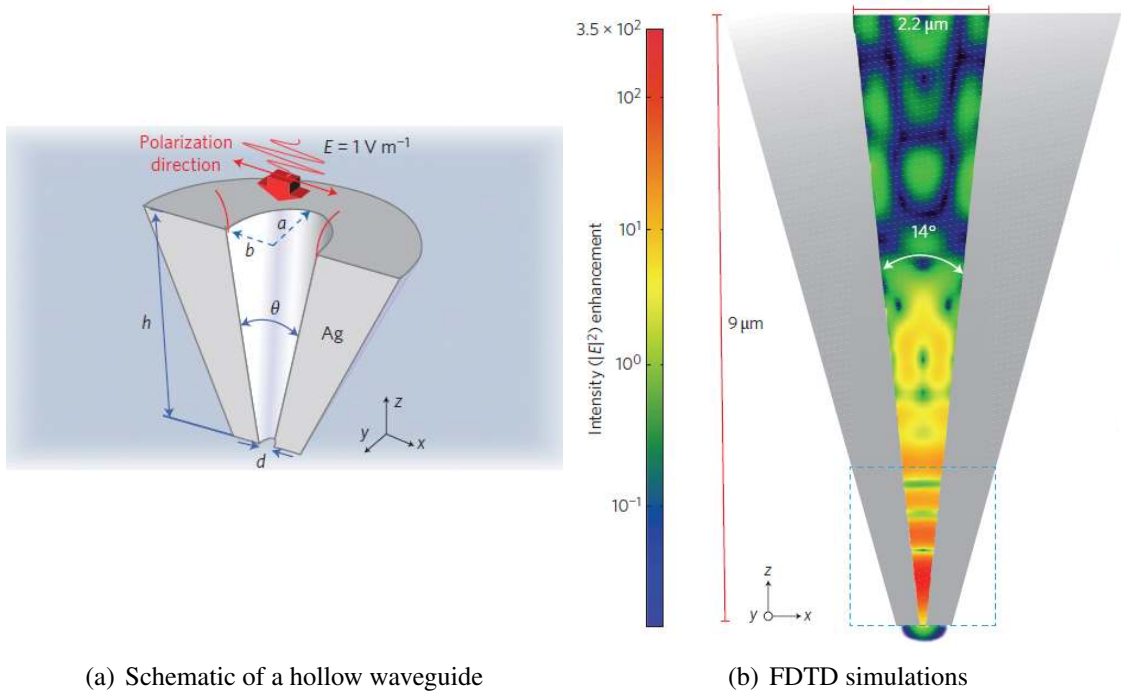 Polarization
direction
E = 1 V m⁻¹
a
b
h
θ
Ag
z
y
x
d
(a) Schematic of a hollow waveguide
3.5 × 10²
10²
10¹
10⁰
10⁻¹
Intensity (|E|²) enhancement
2.2 μm
14°
9 μm
z
y
x
(b) FDTD simulations